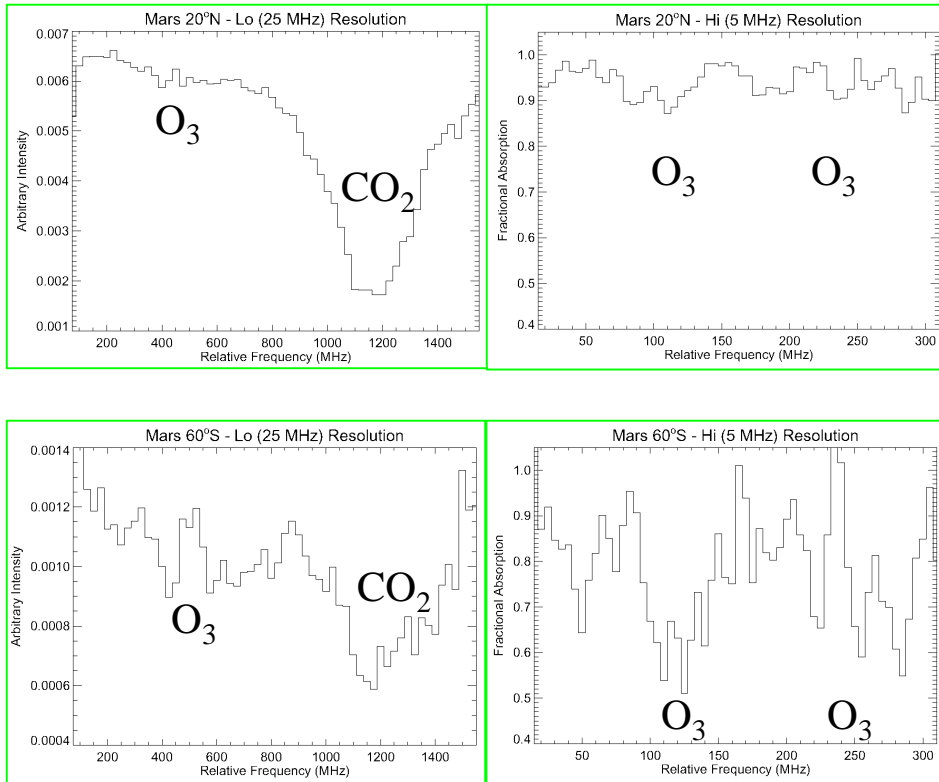 Mars 20°N - Lo (25 MHz) Resolution
0.007
0.006
0.005
0.004
0.003
0.002
0.001
Arbitrary Intensity
O₃
CO₂
200 400 600 800 1000 1200 1400
Relative Frequency (MHz)
Mars 20°N - Hi (5 MHz) Resolution
1.0
0.9
0.8
0.7
0.6
0.5
0.4
Fractional Absorption
O₃ O₃
50 100 150 200 250 300
Relative Frequency (MHz)
Mars 60°S - Lo (25 MHz) Resolution
0.0014
0.0012
0.0010
0.0008
0.0006
0.0004
Arbitrary Intensity
CO₂
O₃
200 400 600 800 1000 1200 1400
Relative Frequency (MHz)
Mars 60°S - Hi (5 MHz) Resolution
1.0
0.9
0.8
0.7
0.6
0.5
0.4
Fractional Absorption
O₃ O₃
50 100 150 200 250 300
Relative Frequency (MHz)